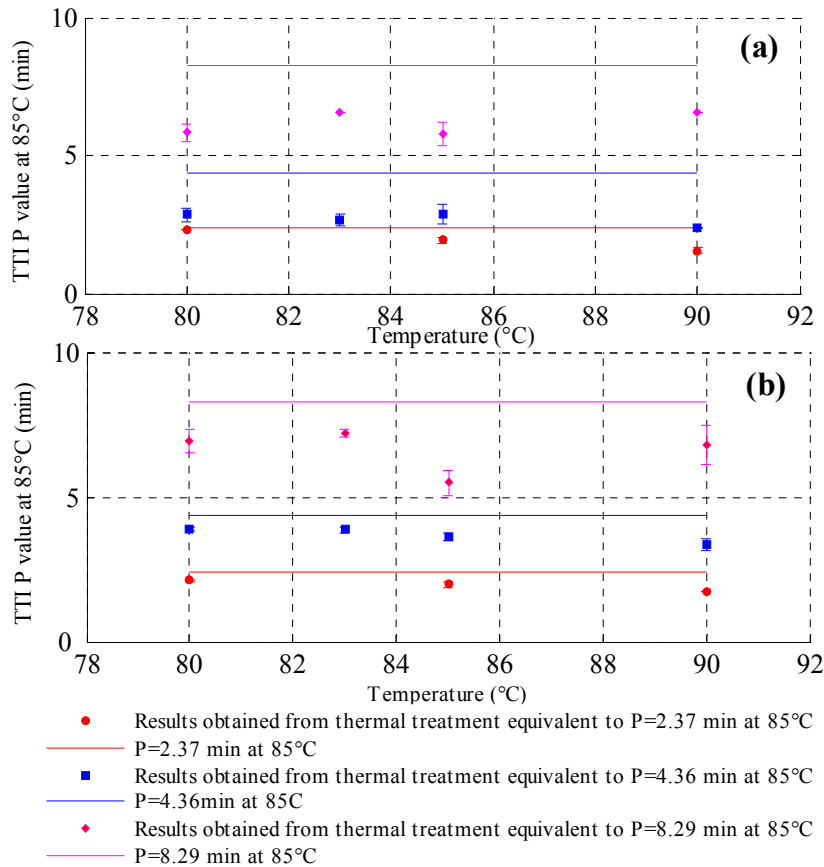 10
(a)
TTI P value at 85°C (min)
5
0
78 80 82 84 86 88 90 92
Temperature (°C)
10
(b)
TTI P value at 85°C (min)
5
0
78 80 82 84 86 88 90 92
Temperature (°C)
Results obtained from thermal treatment equivalent to P=2.37 min at 85°C
P=2.37 min at 85°C
Results obtained from thermal treatment equivalent to P=4.36 min at 85°C
P=4.36min at 85C
Results obtained from thermal treatment equivalent to P=8.29 min at 85°C
P=8.29 min at 85°C